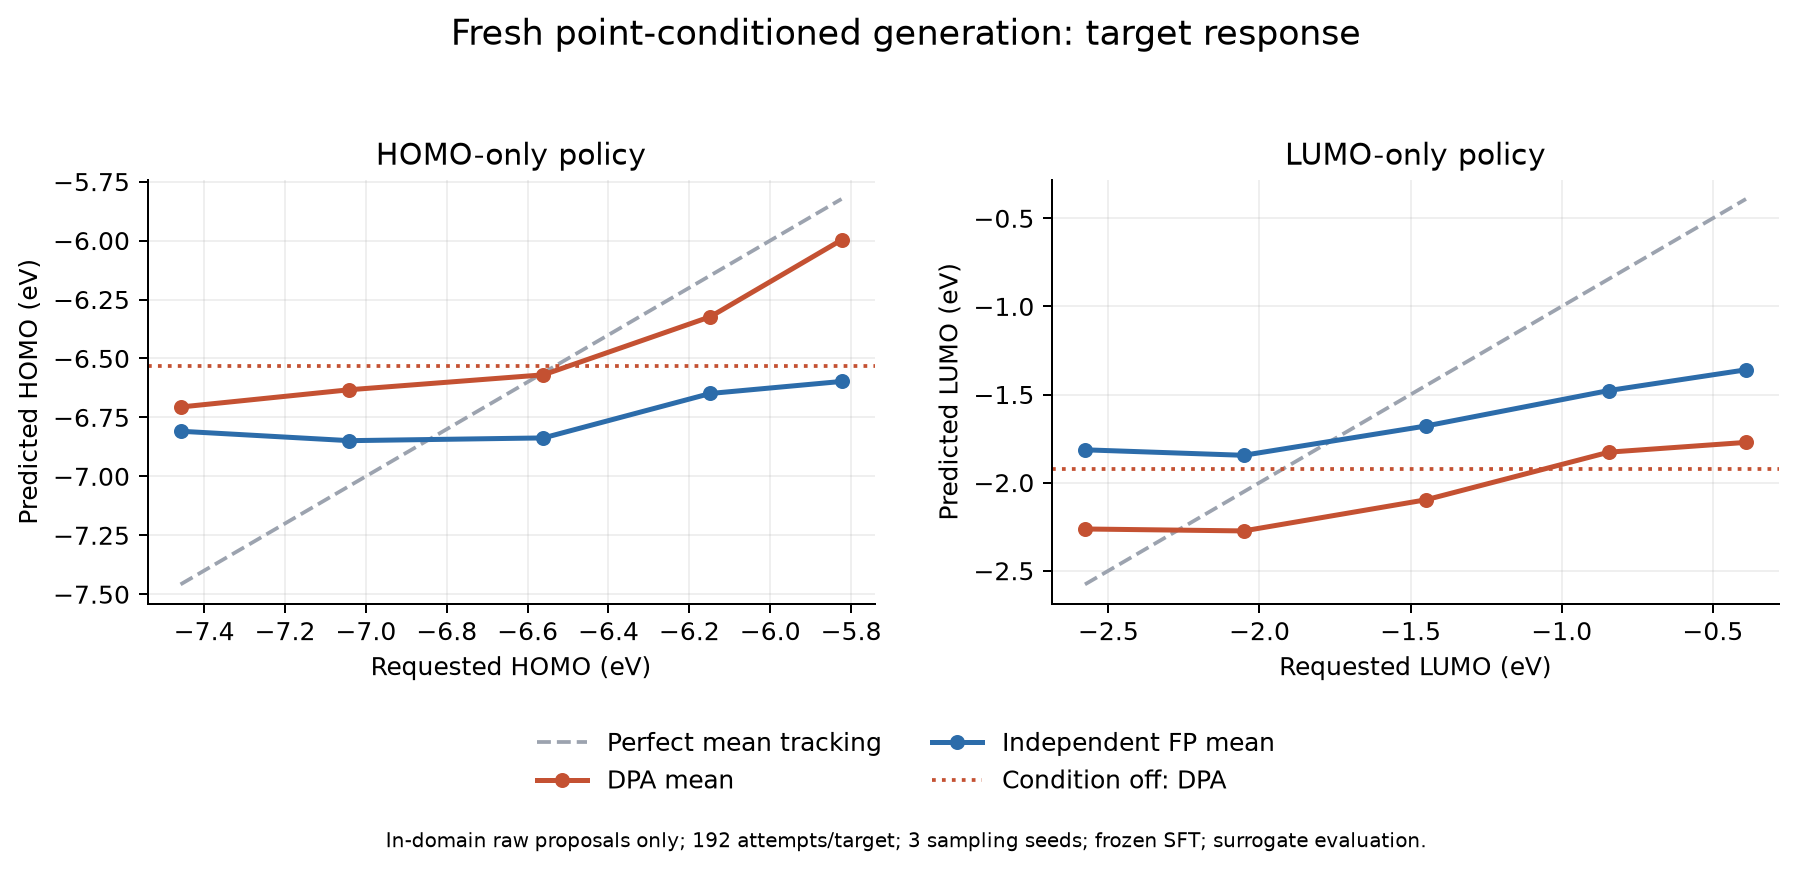 Fresh point-conditioned generation: target response
HOMO-only policy
Predicted HOMO (eV)
−5.75
−6.00
−6.25
−6.50
−6.75
−7.00
−7.25
−7.50
−7.4 −7.2 −7.0 −6.8 −6.6 −6.4 −6.2 −6.0 −5.8
Requested HOMO (eV)
LUMO-only policy
Predicted LUMO (eV)
−0.5
−1.0
−1.5
−2.0
−2.5
−2.5 −2.0 −1.5 −1.0 −0.5
Requested LUMO (eV)
Perfect mean tracking
DPA mean
Independent FP mean
Condition off: DPA
In-domain raw proposals only; 192 attempts/target; 3 sampling seeds; frozen SFT; surrogate evaluation.